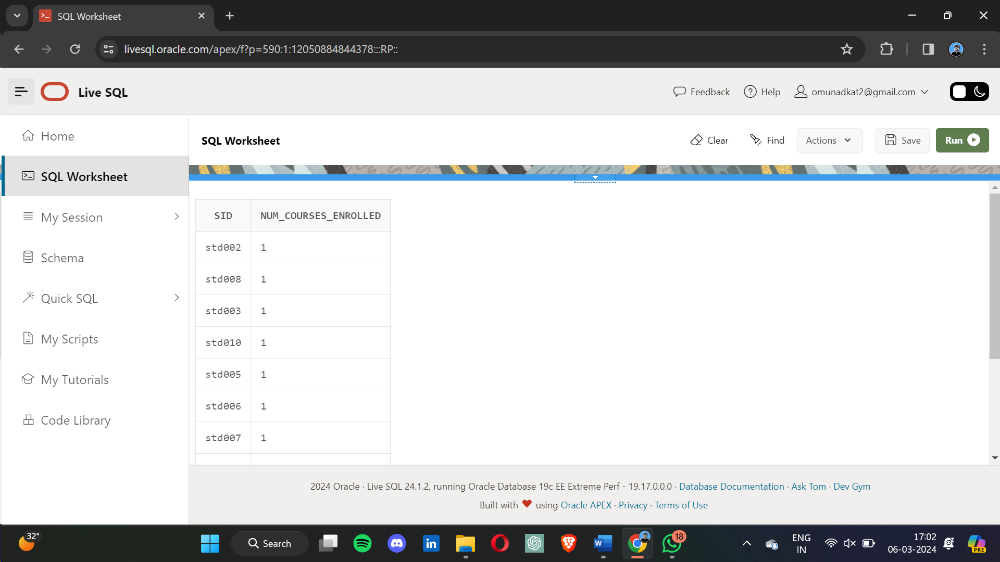 SQL Worksheet
livesql.oracle.com/apex/f?p=590:1:12050884844378:::RP::
Live SQL
Feedback
Help
omunadkat2@gmail.com
Home
SQL Worksheet
My Session
Schema
Quick SQL
My Scripts
My Tutorials
Code Library
SQL Worksheet
Clear
Find
Actions
Save
Run
SID NUM_COURSES_ENROLLED
std002 1
std008 1
std003 1
std010 1
std005 1
std006 1
std007 1
2024 Oracle · Live SQL 24.1.2, running Oracle Database 19c EE Extreme Perf - 19.17.0.0.0 · Database Documentation · Ask Tom · Dev Gym
Built with ❤ using Oracle APEX · Privacy · Terms of Use
32°
Search
in
W
18
ENG
IN
17:02
06-03-2024
PRE